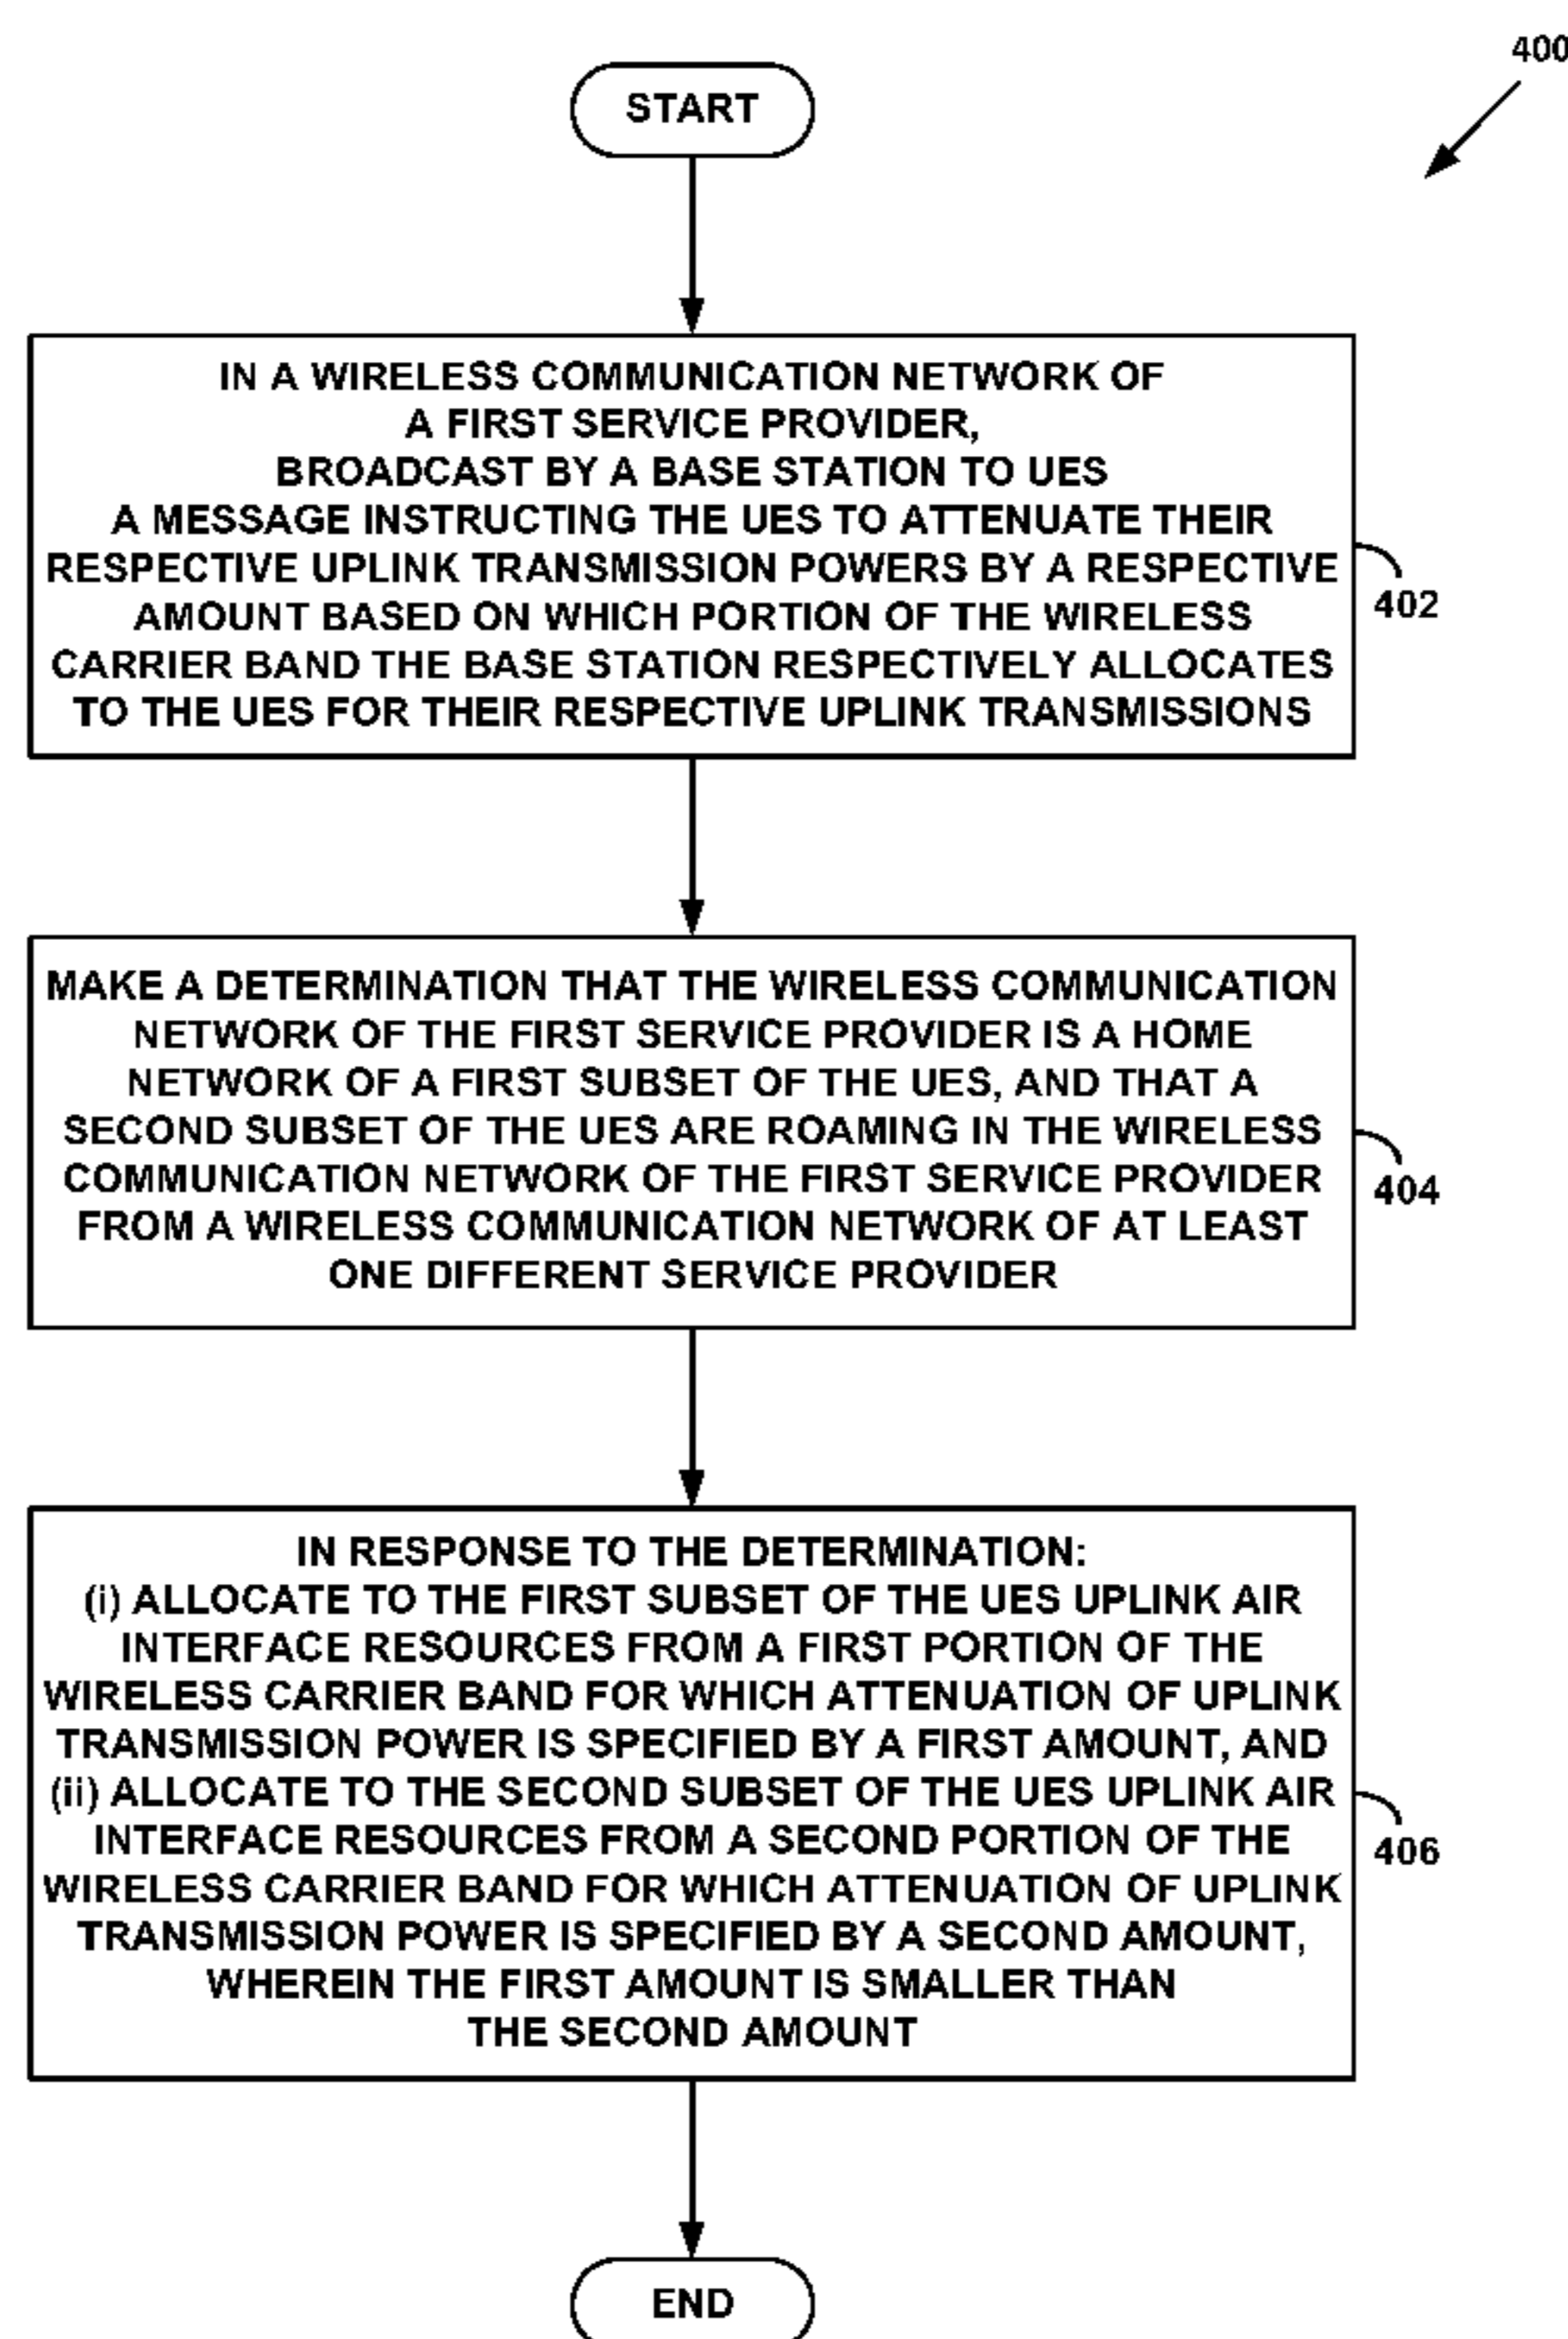 400
START
IN A WIRELESS COMMUNICATION NETWORK OF
A FIRST SERVICE PROVIDER,
BROADCAST BY A BASE STATION TO UES
A MESSAGE INSTRUCTING THE UES TO ATTENUATE THEIR
RESPECTIVE UPLINK TRANSMISSION POWERS BY A RESPECTIVE
AMOUNT BASED ON WHICH PORTION OF THE WIRELESS
CARRIER BAND THE BASE STATION RESPECTIVELY ALLOCATES
TO THE UES FOR THEIR RESPECTIVE UPLINK TRANSMISSIONS
402
MAKE A DETERMINATION THAT THE WIRELESS COMMUNICATION
NETWORK OF THE FIRST SERVICE PROVIDER IS A HOME
NETWORK OF A FIRST SUBSET OF THE UES, AND THAT A
SECOND SUBSET OF THE UES ARE ROAMING IN THE WIRELESS
COMMUNICATION NETWORK OF THE FIRST SERVICE PROVIDER
FROM A WIRELESS COMMUNICATION NETWORK OF AT LEAST
ONE DIFFERENT SERVICE PROVIDER
404
IN RESPONSE TO THE DETERMINATION:
(i) ALLOCATE TO THE FIRST SUBSET OF THE UES UPLINK AIR
INTERFACE RESOURCES FROM A FIRST PORTION OF THE
WIRELESS CARRIER BAND FOR WHICH ATTENUATION OF UPLINK
TRANSMISSION POWER IS SPECIFIED BY A FIRST AMOUNT, AND
(ii) ALLOCATE TO THE SECOND SUBSET OF THE UES UPLINK AIR
INTERFACE RESOURCES FROM A SECOND PORTION OF THE
WIRELESS CARRIER BAND FOR WHICH ATTENUATION OF UPLINK
TRANSMISSION POWER IS SPECIFIED BY A SECOND AMOUNT,
WHEREIN THE FIRST AMOUNT IS SMALLER THAN
THE SECOND AMOUNT
406
END